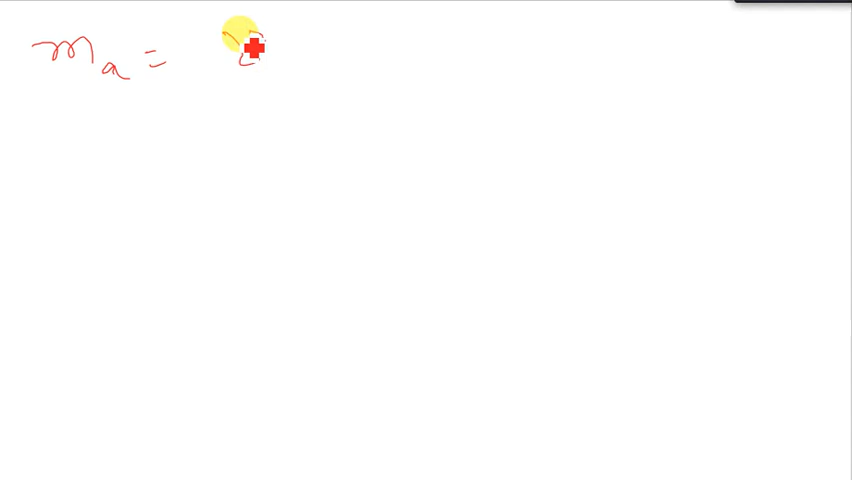 m_a =